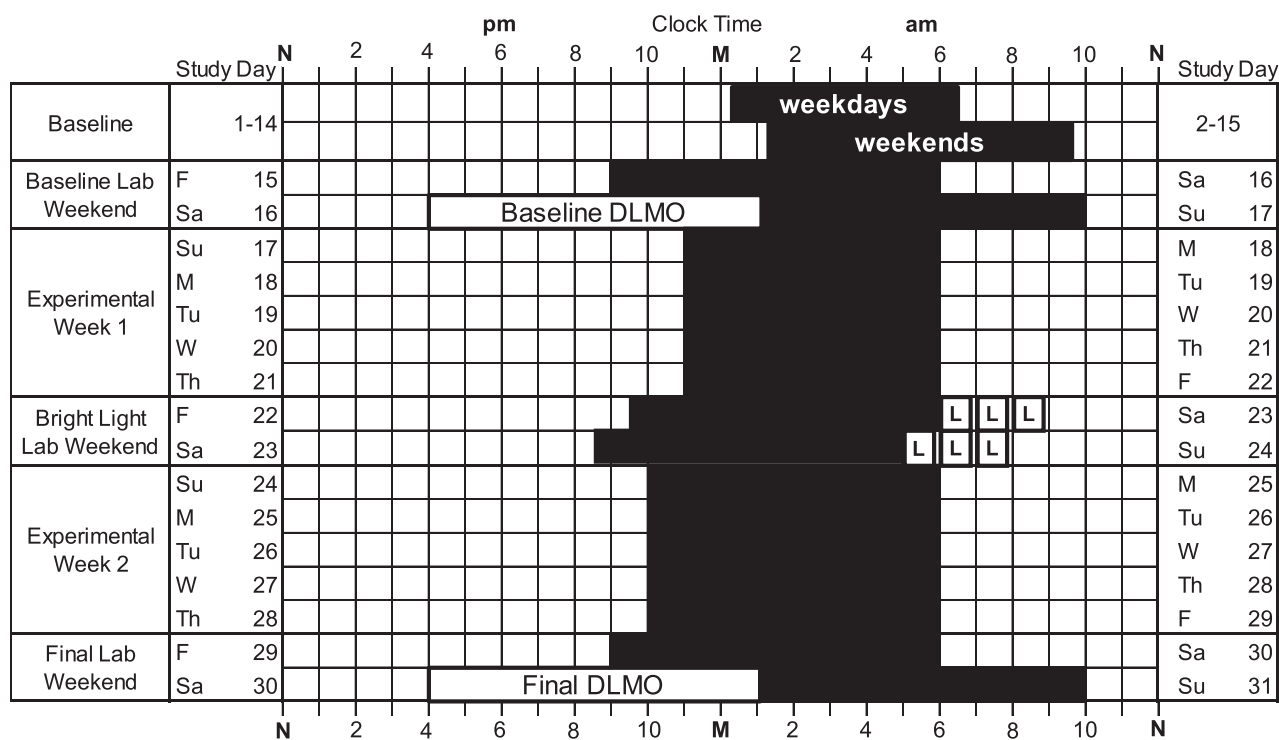 pm Clock Time am
N 2 4 6 8 10 M 2 4 6 8 10 N
Study Day Study Day
Baseline 1-14 weekdays 2-15
weekends
Baseline Lab Weekend F 15 Sa 16
Sa 16 Baseline DLMO Su 17
Su 17 M 18
M 18 Tu 19
Experimental Week 1 Tu 19 W 20
W 20 Th 21
Th 21 F 22
Bright Light Lab Weekend F 22 L L L Sa 23
Sa 23 L L L Su 24
Su 24 M 25
M 25 Tu 26
Experimental Week 2 Tu 26 W 27
W 27 Th 28
Th 28 F 29
Final Lab Weekend F 29 Sa 30
Sa 30 Final DLMO Su 31
N 2 4 6 8 10 M 2 4 6 8 10 N